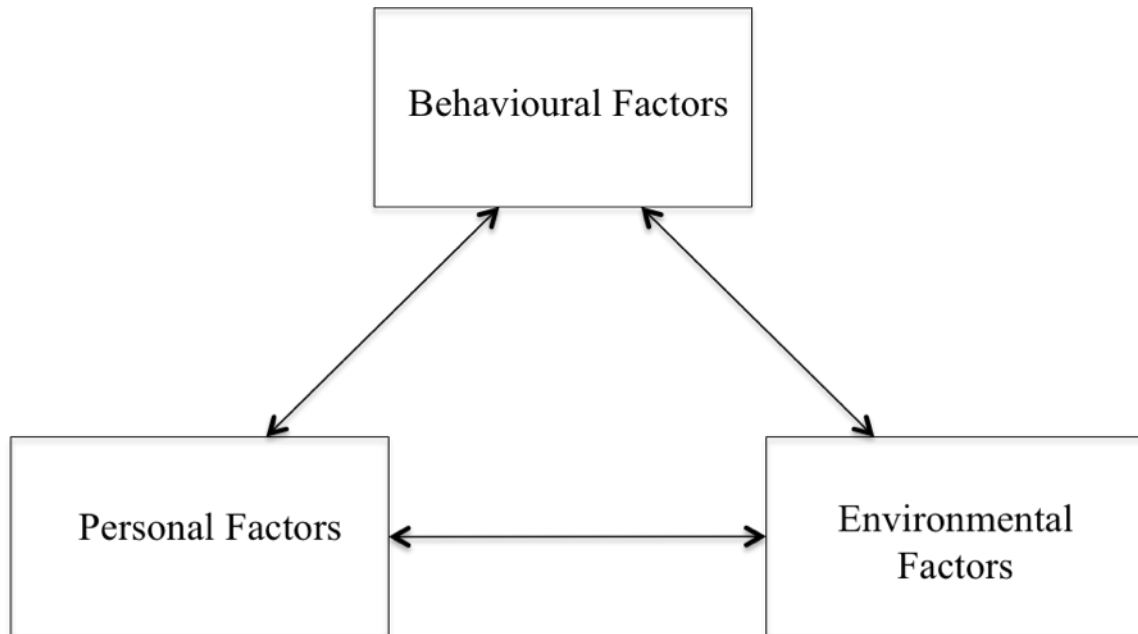 Behavioural Factors
Personal Factors
Environmental
Factors